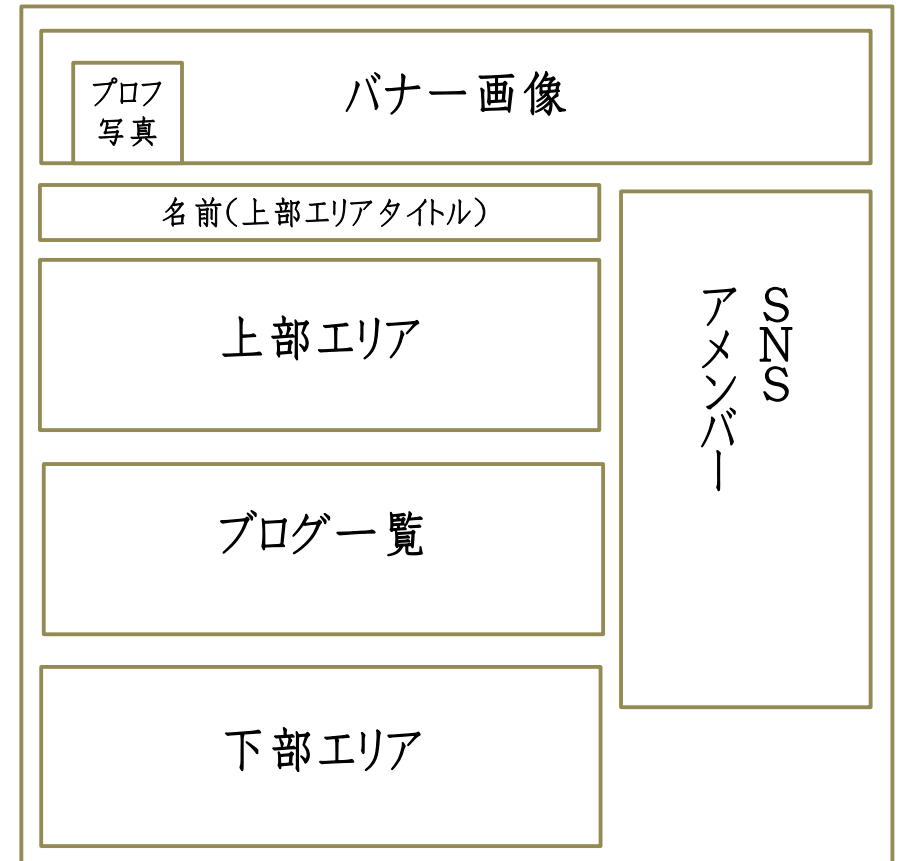 プロフ
写真
バナー画像
名前(上部エリアタイトル)
上部エリア
SNS
アメンバー
ブログ一覧
下部エリア